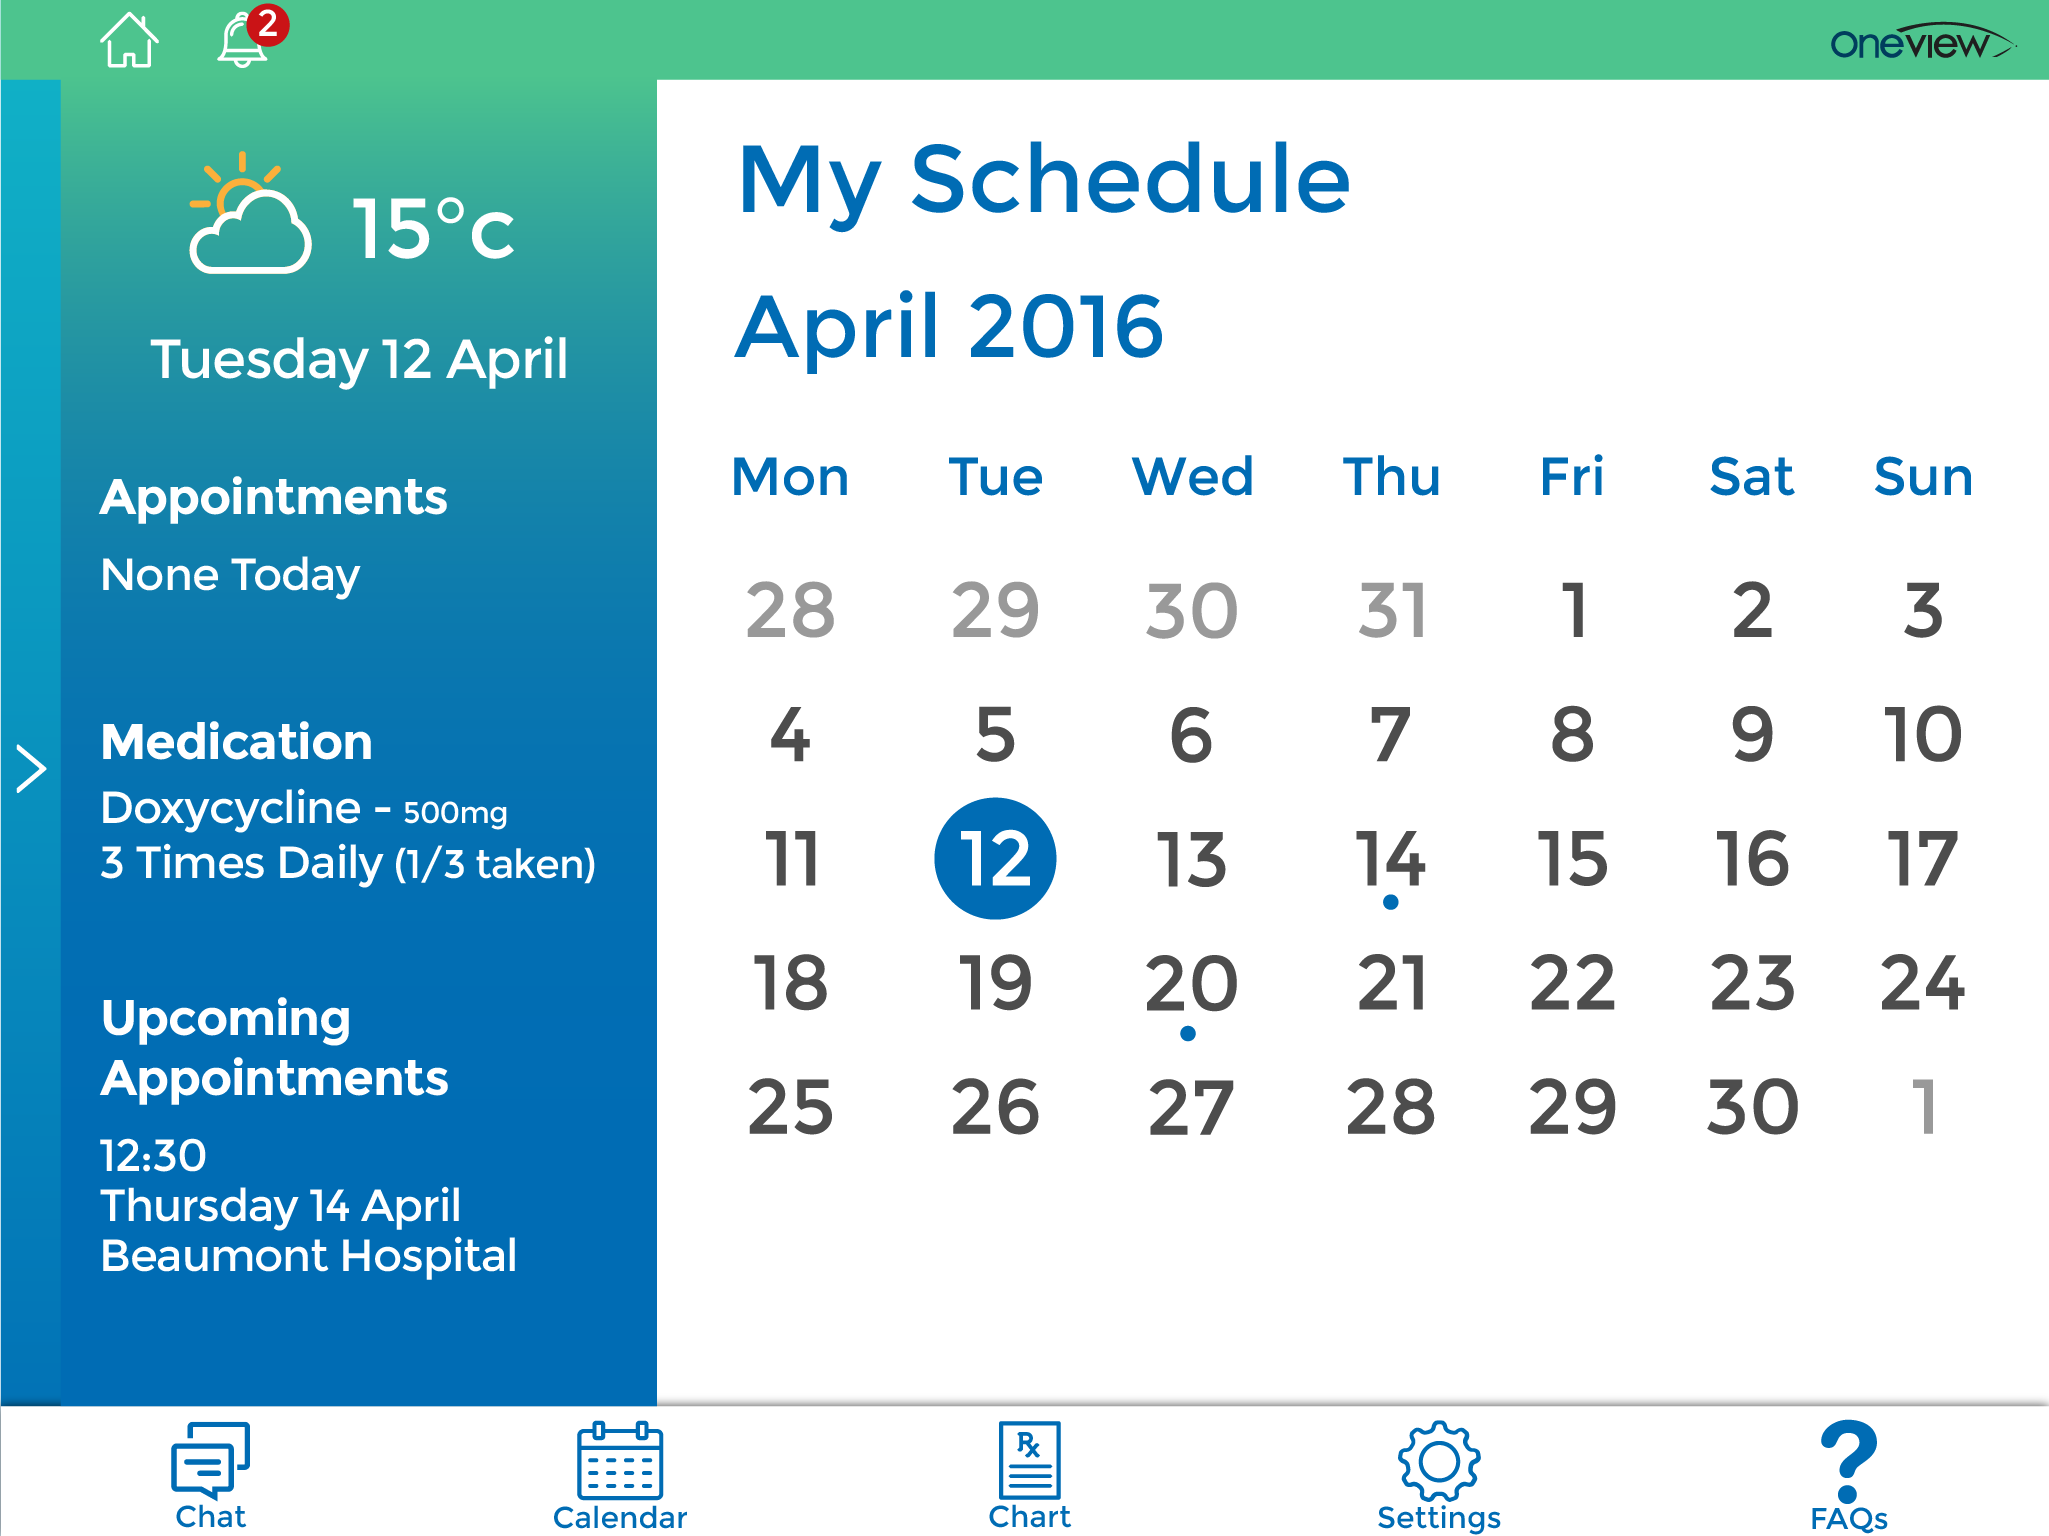 2
oneview
15°c
Tuesday 12 April
Appointments
None Today
Medication
Doxycycline - 500mg
3 Times Daily (1/3 taken)
Upcoming
Appointments
12:30
Thursday 14 April
Beaumont Hospital
My Schedule
April 2016
Mon Tue Wed Thu Fri Sat Sun
28 29 30 31 1 2 3
4 5 6 7 8 9 10
11 12 13 14 15 16 17
18 19 20 21 22 23 24
25 26 27 28 29 30 1
Rx
Chat Calendar Chart Settings FAQs